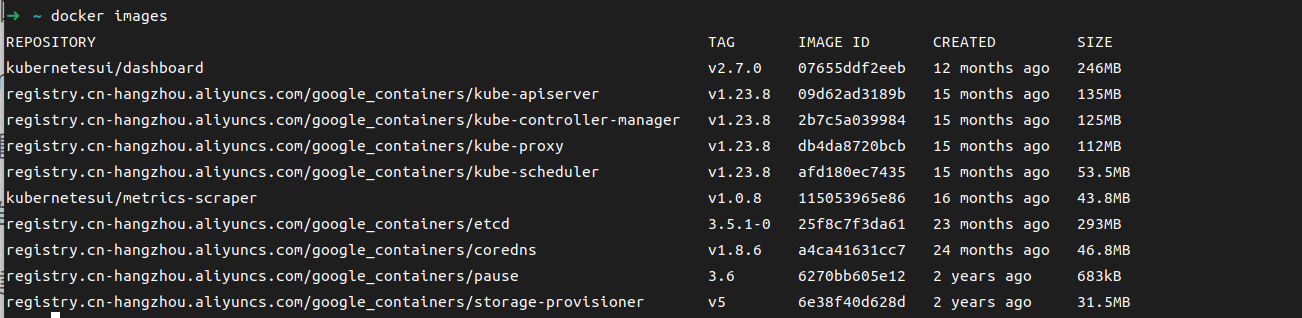 ➜ ~ docker images
REPOSITORY TAG IMAGE ID CREATED SIZE
kubernetesui/dashboard v2.7.0 07655ddf2eeb 12 months ago 246MB
registry.cn-hangzhou.aliyuncs.com/google_containers/kube-apiserver v1.23.8 09d62ad3189b 15 months ago 135MB
registry.cn-hangzhou.aliyuncs.com/google_containers/kube-controller-manager v1.23.8 2b7c5a039984 15 months ago 125MB
registry.cn-hangzhou.aliyuncs.com/google_containers/kube-proxy v1.23.8 db4da8720bcb 15 months ago 112MB
registry.cn-hangzhou.aliyuncs.com/google_containers/kube-scheduler v1.23.8 afd180ec7435 15 months ago 53.5MB
kubernetesui/metrics-scraper v1.0.8 115053965e86 16 months ago 43.8MB
registry.cn-hangzhou.aliyuncs.com/google_containers/etcd 3.5.1-0 25f8c7f3da61 23 months ago 293MB
registry.cn-hangzhou.aliyuncs.com/google_containers/coredns v1.8.6 a4ca41631cc7 24 months ago 46.8MB
registry.cn-hangzhou.aliyuncs.com/google_containers/pause 3.6 6270bb605e12 2 years ago 683kB
registry.cn-hangzhou.aliyuncs.com/google_containers/storage-provisioner v5 6e38f40d628d 2 years ago 31.5MB